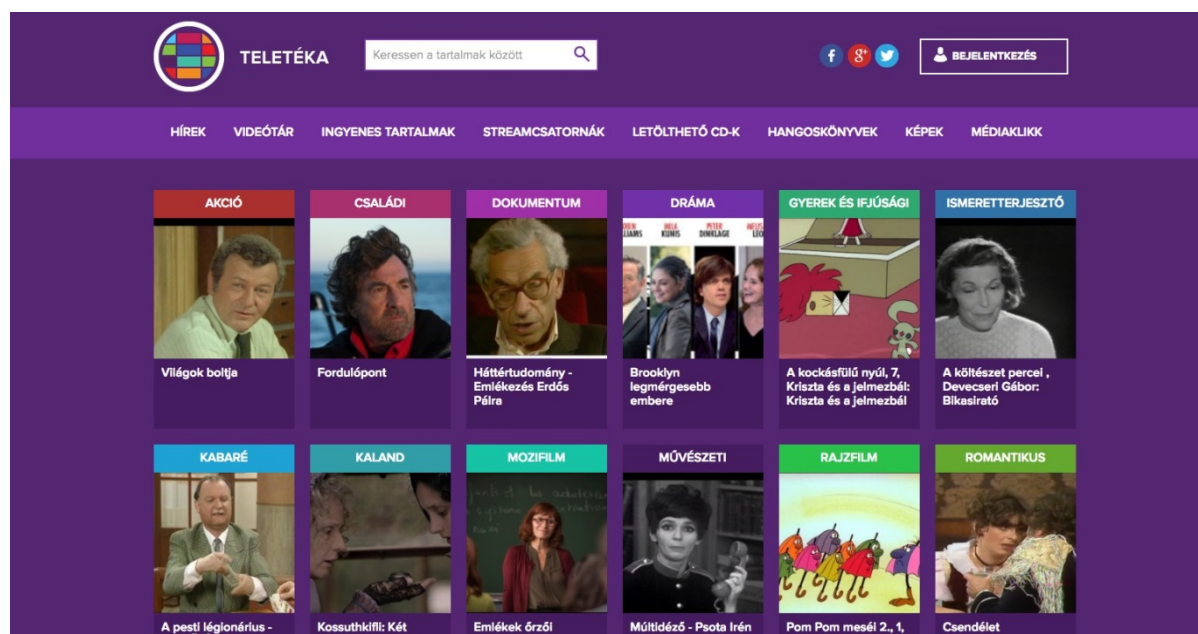 TELETÉKA
Keressen a tartalmak között
BEJELENTKEZÉS
HÍREK VIDEÓTÁR INGYENES TARTALMAK STREAMCSATORNÁK LETÖLTHETŐ CD-K HANGOSKÖNYVEK KÉPEK MÉDIAKLIKK
AKCIÓ
Világok boltja
CSALÁDI
Fordulópont
DOKUMENTUM
Háttértudomány -
Emlékezés Erdős
Pálra
DRÁMA
MILA
KUNIS
PETER
DINKLAGE
Brooklyn
legmérgesebb
embere
GYEREK ÉS IFJÚSÁGI
A kockásfülű nyúl, 7,
Kriszta és a jelmezbál:
Kriszta és a jelmezbál
ISMERETTERJESZTŐ
A költészet percei ,
Devecseri Gábor:
Bikasirató
KABARÉ
A pesti légionárius -
KALAND
Kossuthkifli: Két
MOZIFILM
Emlékek őrzői
MŰVÉSZETI
Múltidéző - Psota Irén
RAJZFILM
Pom Pom meséi 2., 1,
ROMANTIKUS
Csendélet